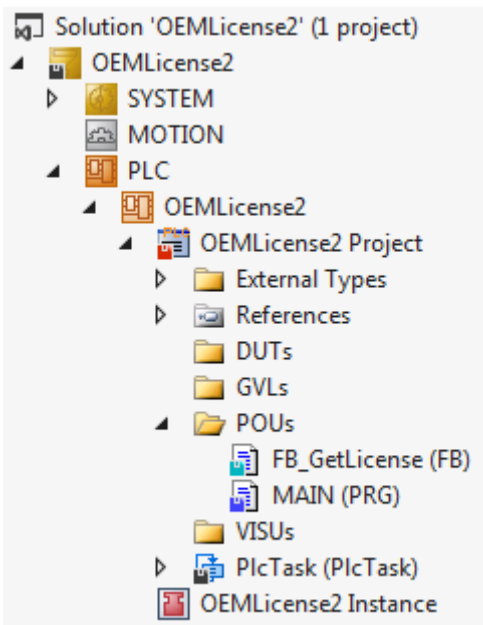 Solution 'OEMLicense2' (1 project)
OEMLicense2
SYSTEM
MOTION
PLC
OEMLicense2
OEMLicense2 Project
External Types
References
DUTs
GVLs
POUs
FB_GetLicense (FB)
MAIN (PRG)
VISUs
PlcTask (PlcTask)
OEMLicense2 Instance